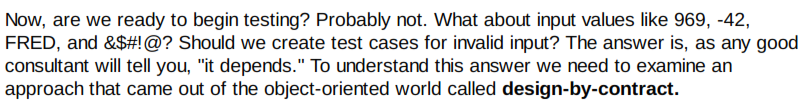 Now, are we ready to begin testing? Probably not. What about input values like 969, -42,
FRED, and &$#!@? Should we create test cases for invalid input? The answer is, as any good
consultant will tell you, "it depends." To understand this answer we need to examine an
approach that came out of the object-oriented world called design-by-contract.